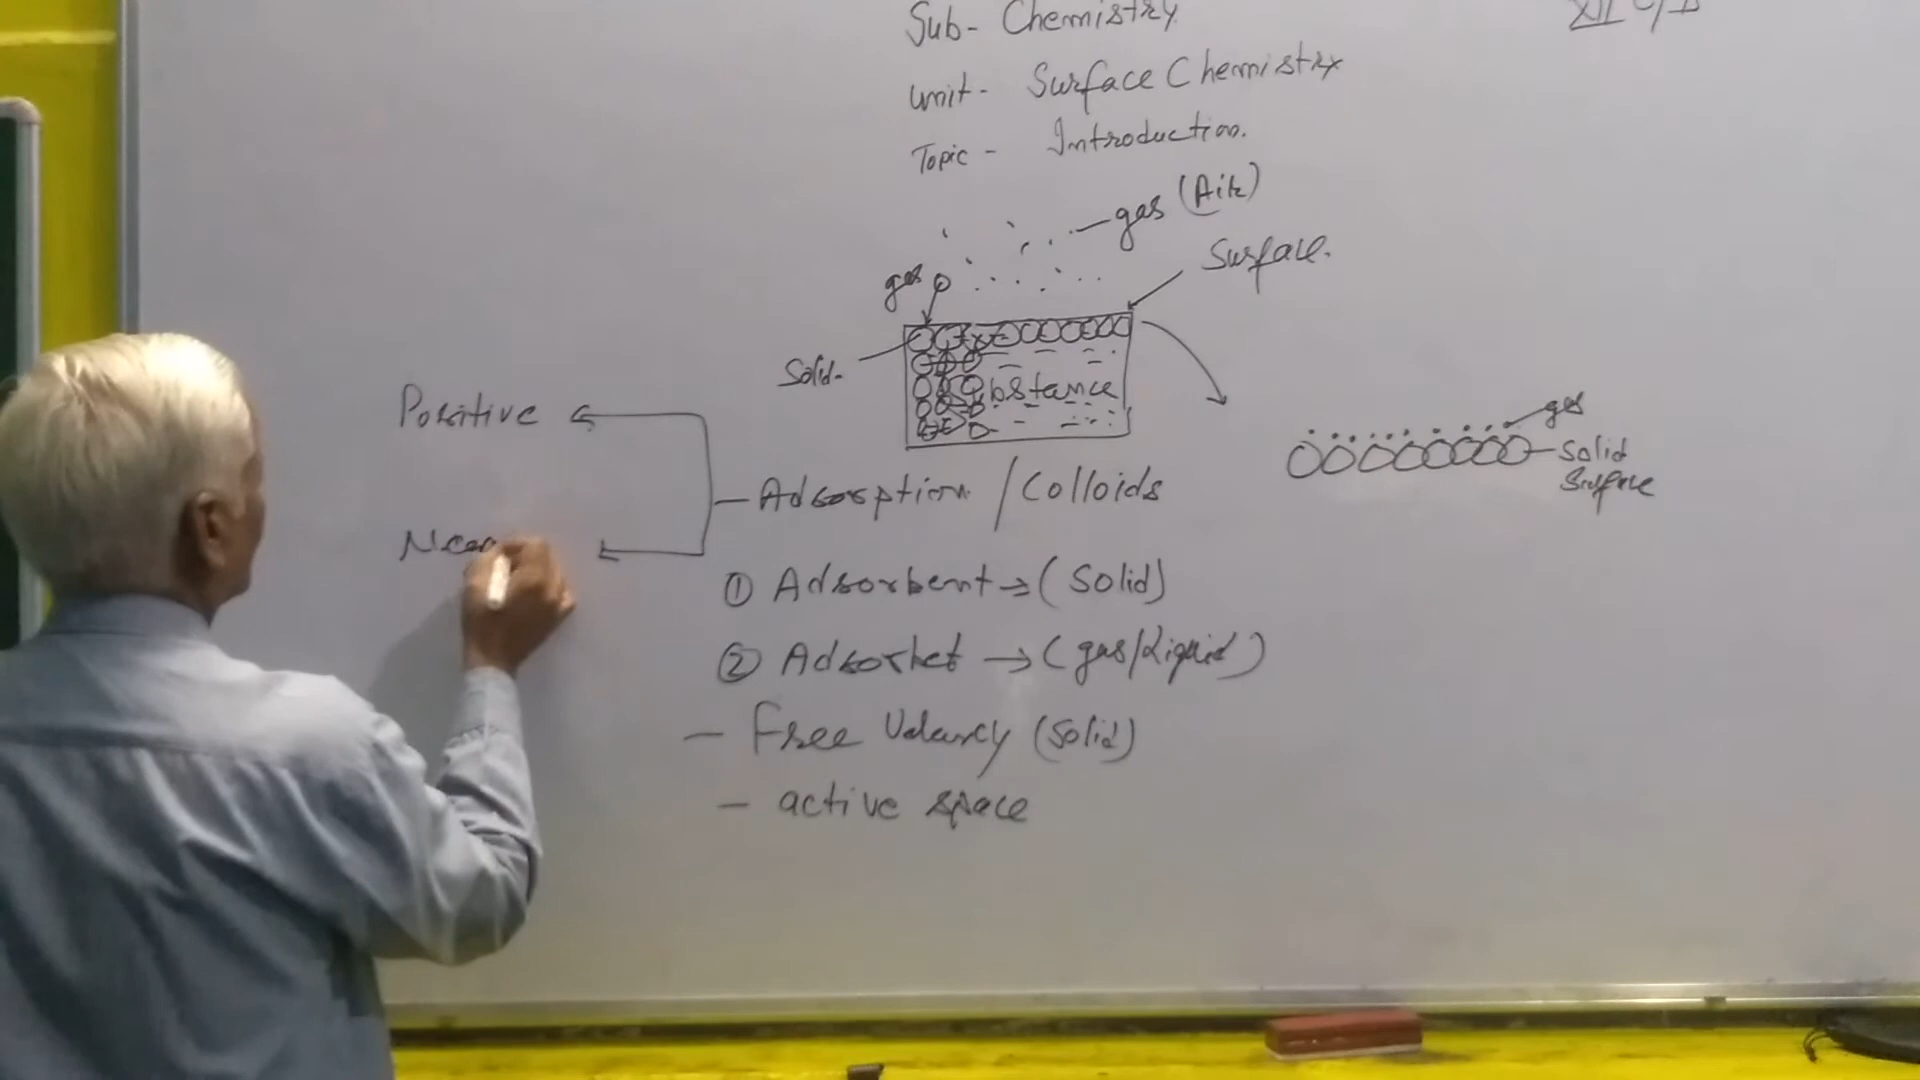 Sub- Chemistry
Unit- Surface Chemistry
Topic - Introduction.
gas (Air)
Surface.
gas
Solid.
Substance
gas
Solid
Surface
Positive
- Adsorption / Colloids
① Adsorbent → (Solid)
② Adsorbet → (gas/Liquid)
- Free Valency (Solid)
- active space